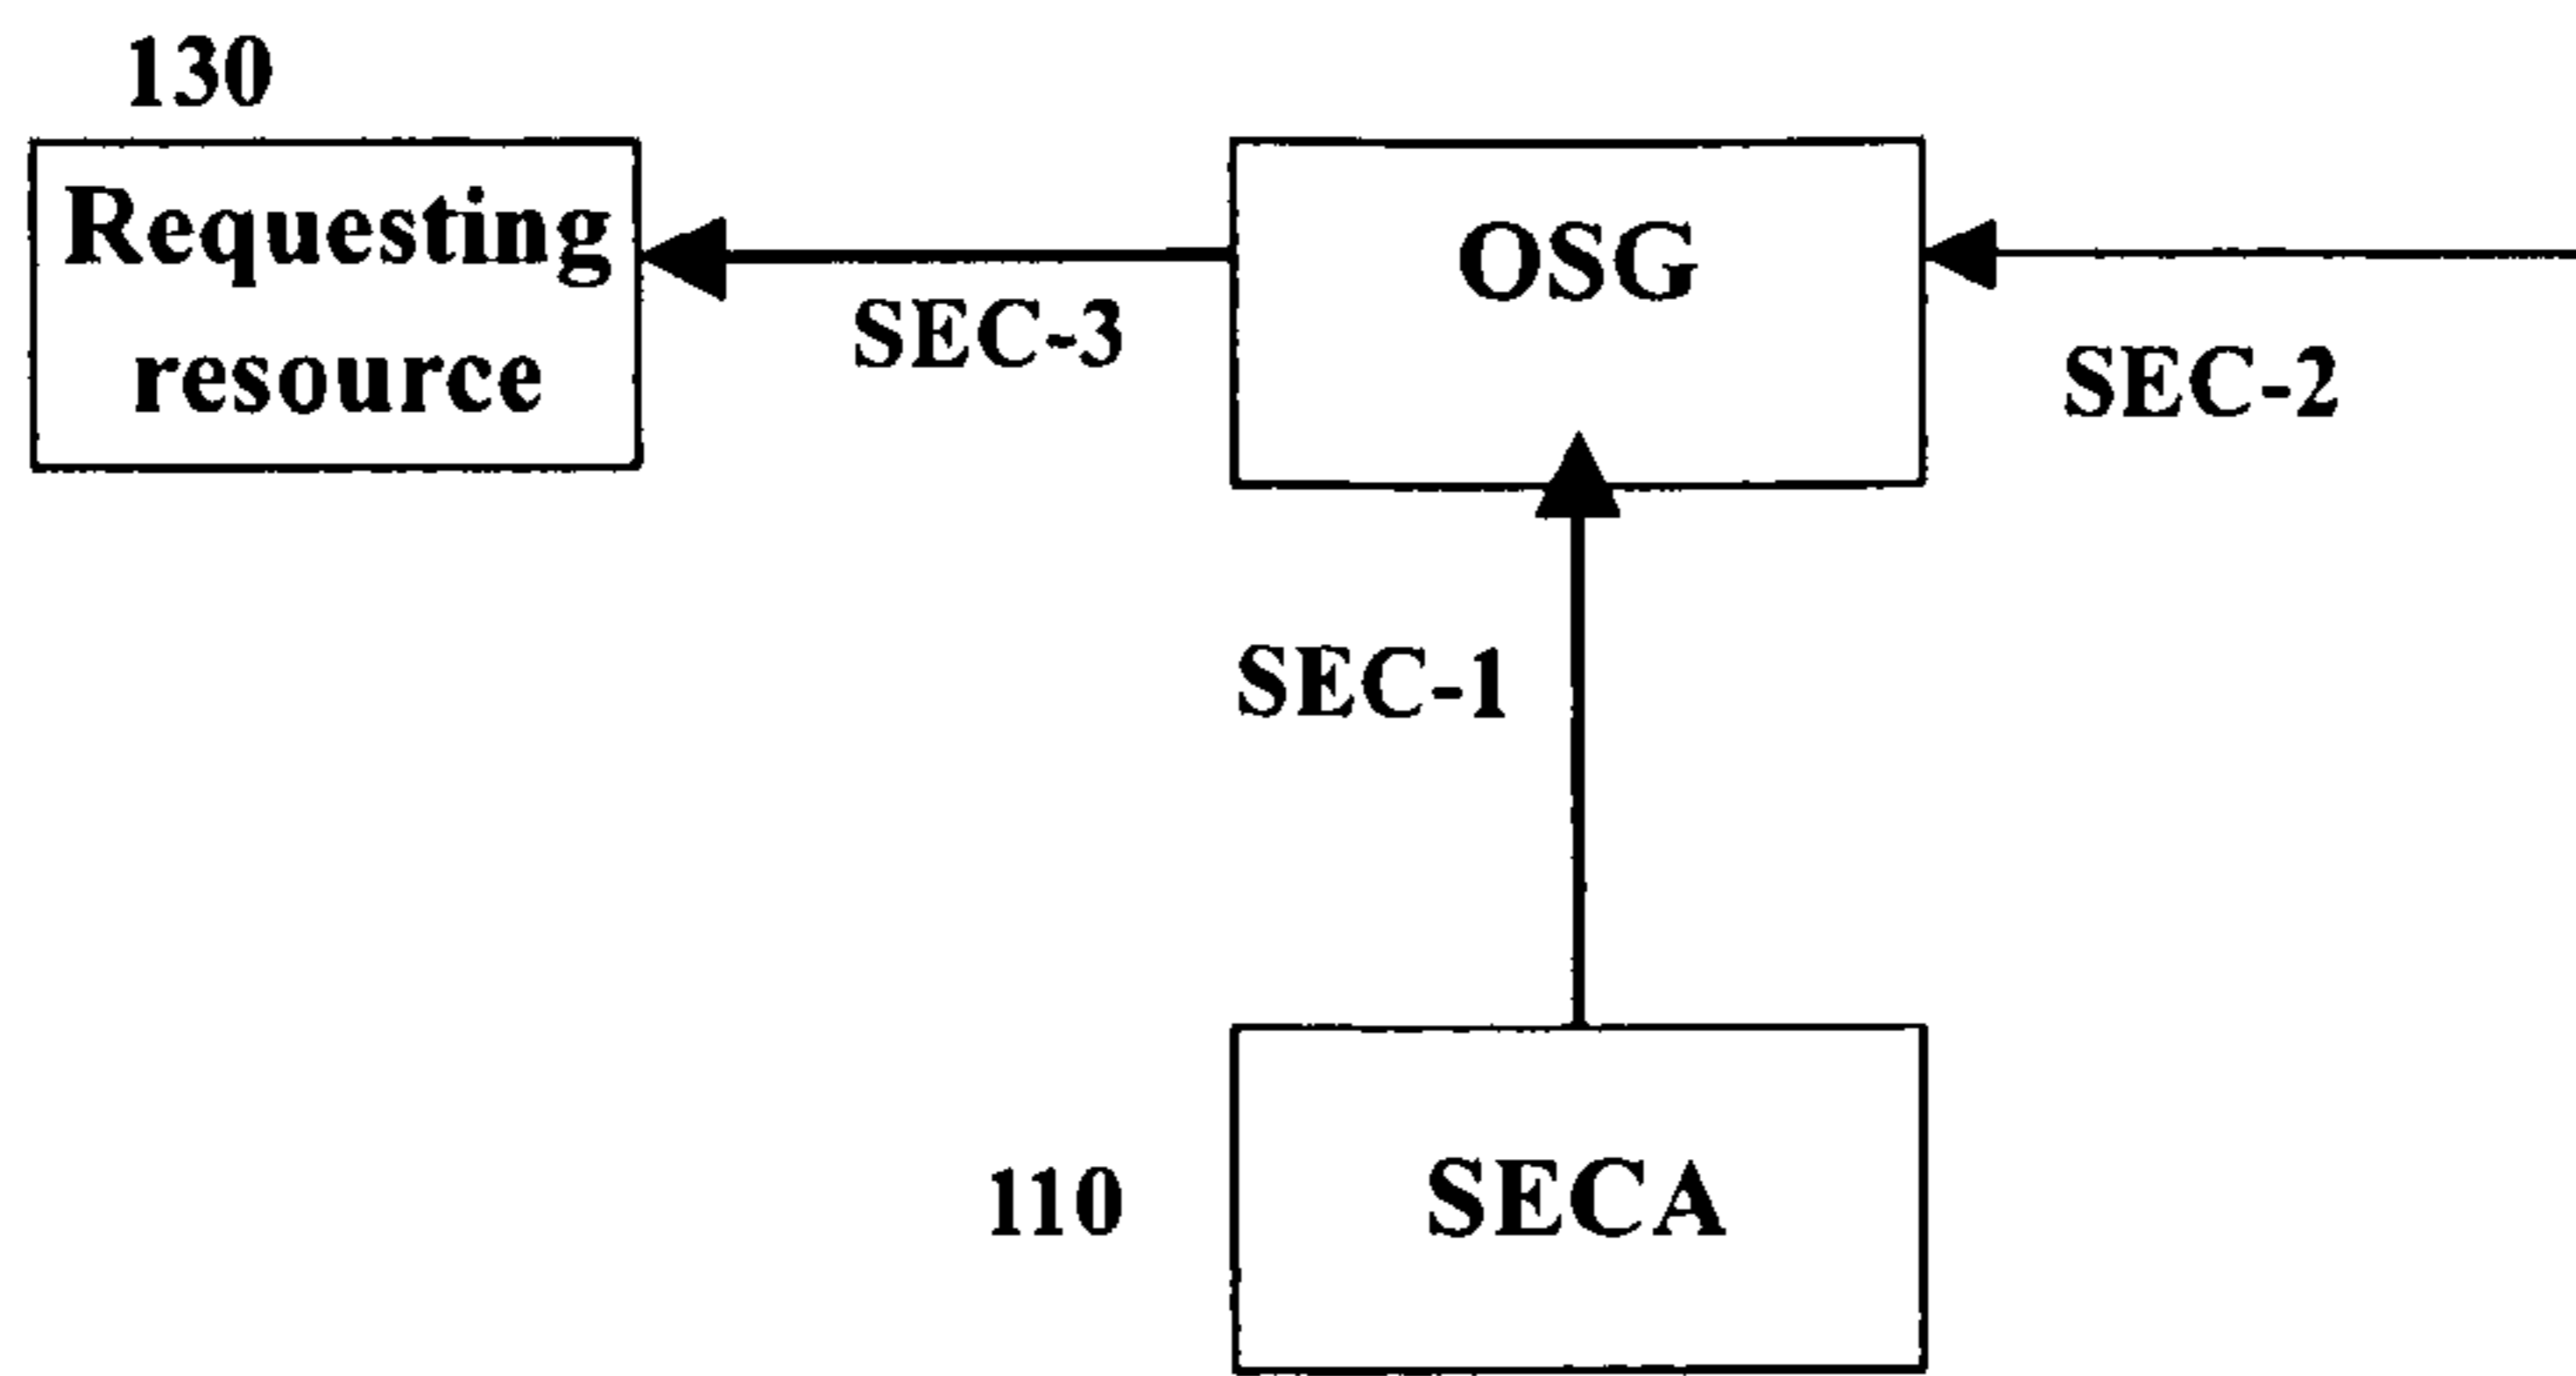 130
Requesting
resource
OSG
SEC-3
SEC-2
SEC-1
110
SECA